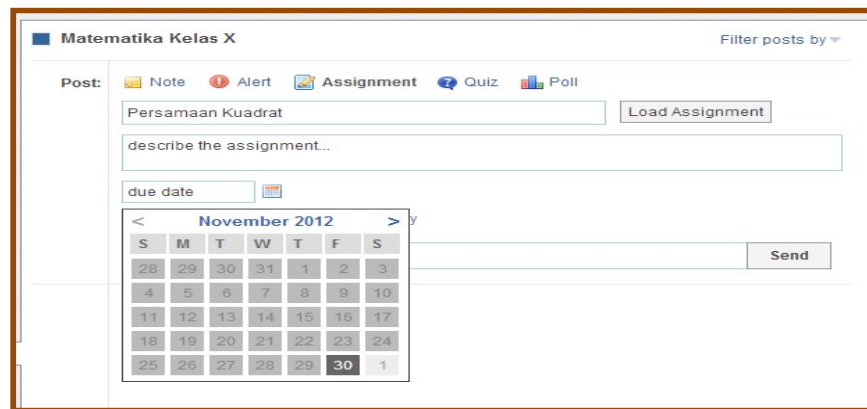 Matematika Kelas X Filter posts by
Post: Note Alert Assignment Quiz Poll
Persamaan Kuadrat Load Assignment
describe the assignment...
due date
< November 2012 > y
S M T W T F S
28 29 30 31 1 2 3 Send
4 5 6 7 8 9 10
11 12 13 14 15 16 17
18 19 20 21 22 23 24
25 26 27 28 29 30 1